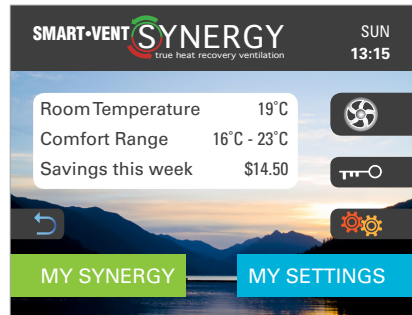 SMART•VENT SYNERGY
true heat recovery ventilation
SUN
13:15
Room Temperature 19°C
Comfort Range 16°C - 23°C
Savings this week $14.50
MY SYNERGY
MY SETTINGS